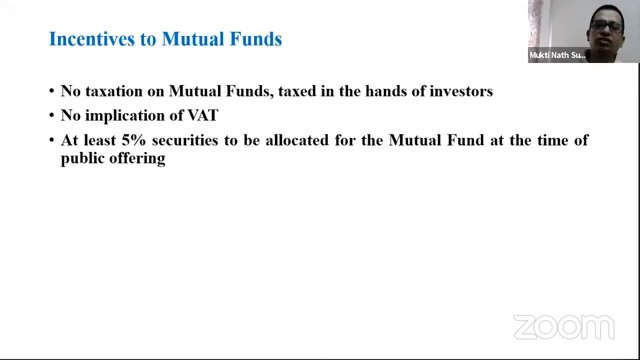 Incentives to Mutual Funds
Mukti Nath Su...
• No taxation on Mutual Funds, taxed in the hands of investors
• No implication of VAT
• At least 5% securities to be allocated for the Mutual Fund at the time of
public offering
zoom